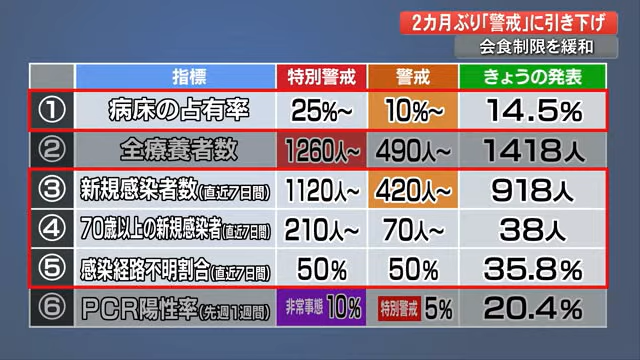 2カ月ぶり「警戒」に引き下げ
会食制限を緩和
指標 特別警戒 警戒 きょうの発表
① 病床の占有率 25%~ 10%~ 14.5%
② 全療養者数 1260人~ 490人~ 1418人
③ 新規感染者数(直近7日間) 1120人~ 420人~ 918人
④ 70歳以上の新規感染者(直近7日間) 210人~ 70人~ 38人
⑤ 感染経路不明割合(直近7日間) 50% 50% 35.8%
⑥ PCR陽性率(先週1週間) 非常事態 10% 特別警戒 5% 20.4%